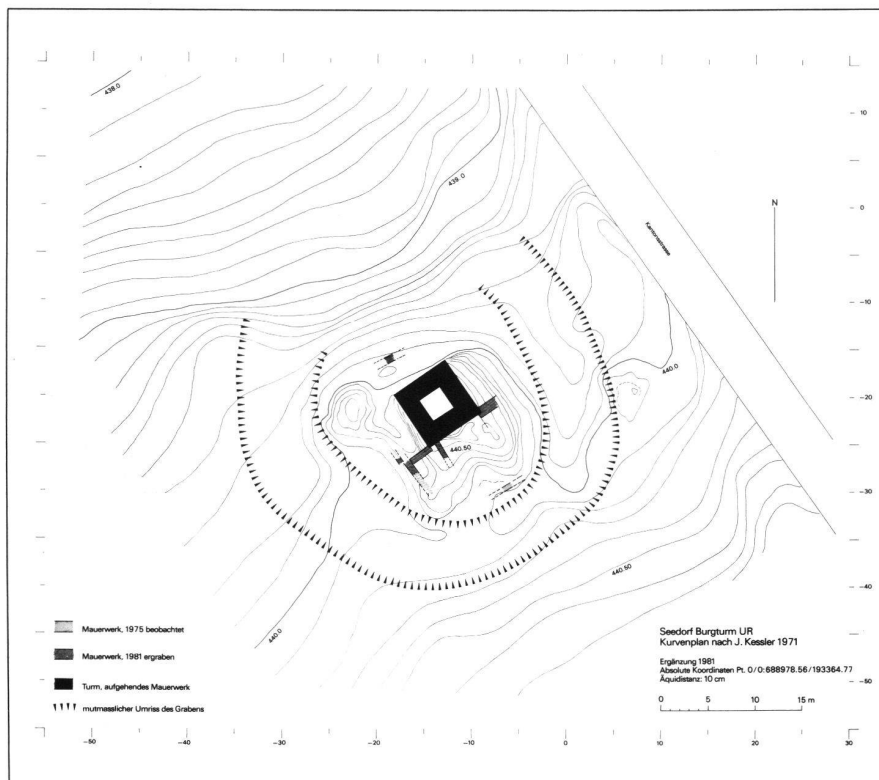 438.0
10
439.0
N
0
Kantonsstrasse
-10
440.0
-20
440.50
-30
440.50
-40
440.0
Mauerwerk, 1975 beobachtet
Mauerwerk, 1981 ergraben
Turm, aufgehendes Mauerwerk
mutmasslicher Umriss des Grabens
Seedorf Burgturm UR
Kurvenplan nach J. Kessler 1971
Ergänzung 1981
Absolute Koordinaten Pt. 0/0:688978.56/193364.77
Äquidistanz: 10 cm
0 5 10 15 m
-50
-50 -40 -30 -20 -10 0 10 20 30